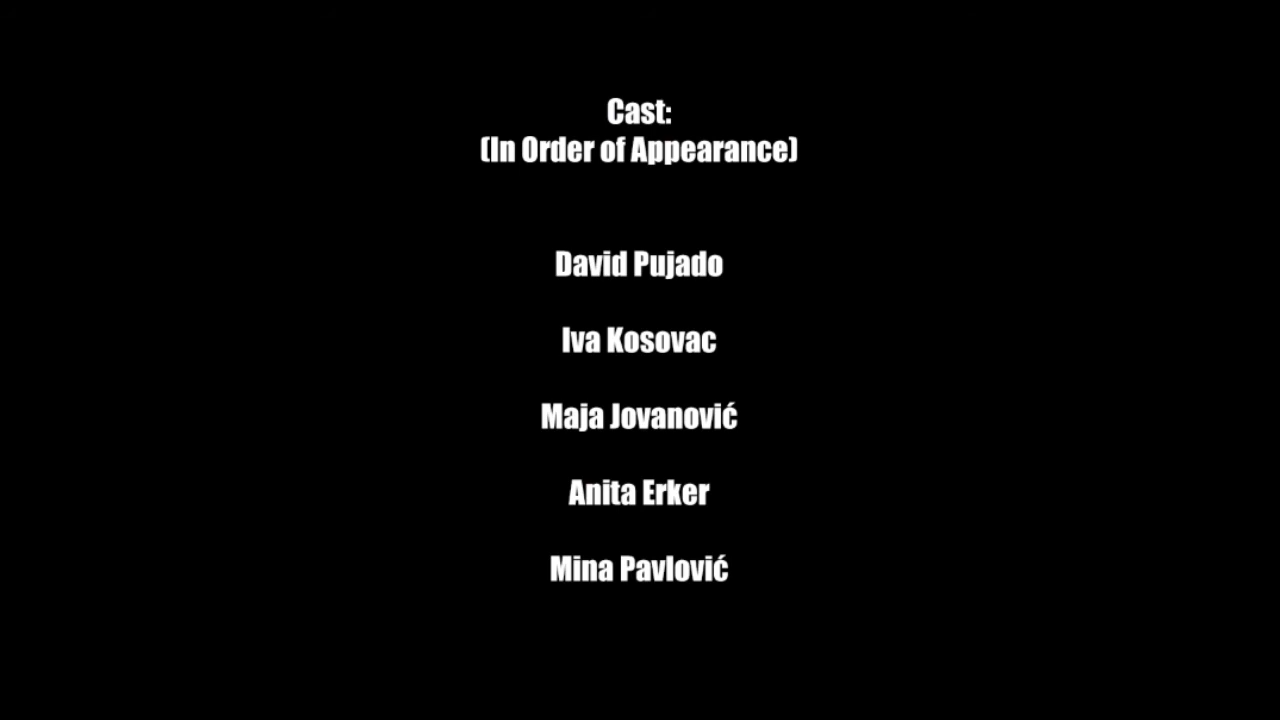 Cast:
(In Order of Appearance)
David Pujado
Iva Kosovac
Maja Jovanović
Anita Erker
Mina Pavlović